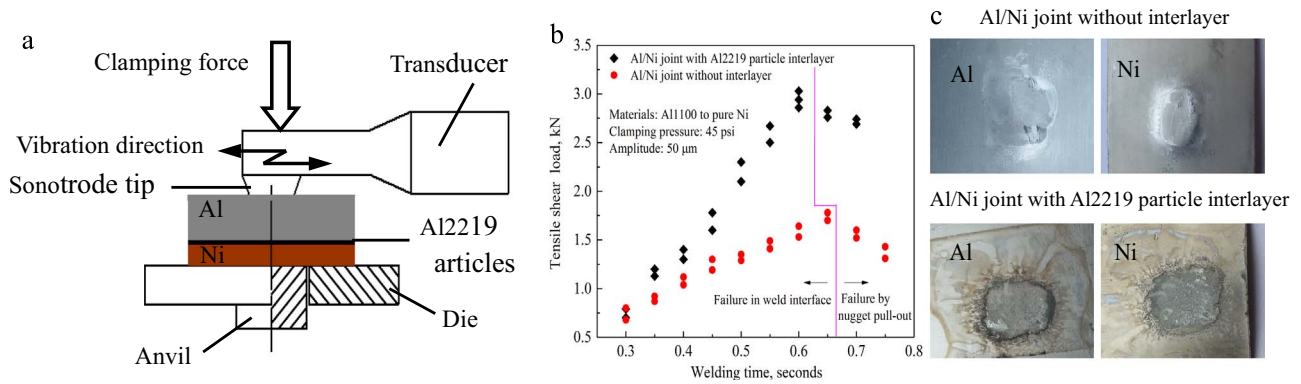 a
Clamping force
Transducer
Vibration direction
Sonotrode tip
Al
Ni
Al2219
articles
Die
Anvil
b
Al/Ni joint with Al2219 particle interlayer
Al/Ni joint without interlayer
Materials: Al1100 to pure Ni
Clamping pressure: 45 psi
Amplitude: 50 μm
Tensile shear load, kN
3.5
3.0
2.5
2.0
1.5
1.0
0.5
Failure in weld interface
Failure by
nugget pull-out
0.3
0.4
0.5
0.6
0.7
0.8
Welding time, seconds
c
Al/Ni joint without interlayer
Al
Ni
Al/Ni joint with Al2219 particle interlayer
Al
Ni